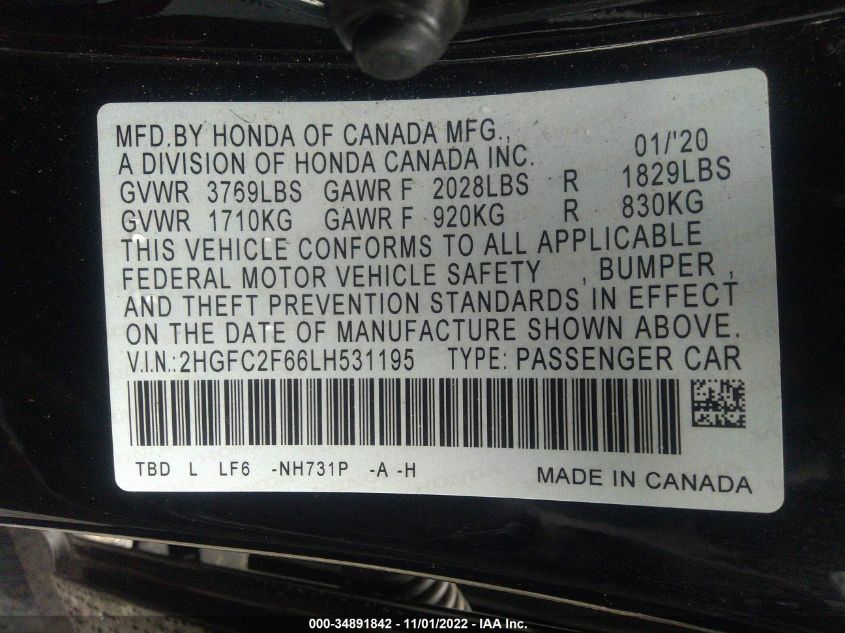 MFD.BY HONDA OF CANADA MFG.,
A DIVISION OF HONDA CANADA INC. 01/'20
GVWR 3769LBS GAWR F 2028LBS R 1829LBS
GVWR 1710KG GAWR F 920KG R 830KG
THIS VEHICLE CONFORMS TO ALL APPLICABLE
FEDERAL MOTOR VEHICLE SAFETY , BUMPER ,
AND THEFT PREVENTION STANDARDS IN EFFECT
ON THE DATE OF MANUFACTURE SHOWN ABOVE.
V.I.N.:2HGFC2F66LH531195 TYPE: PASSENGER CAR
TBD L LF6 -NH731P -A -H MADE IN CANADA
000-34891842 - 11/01/2022 - IAA Inc.